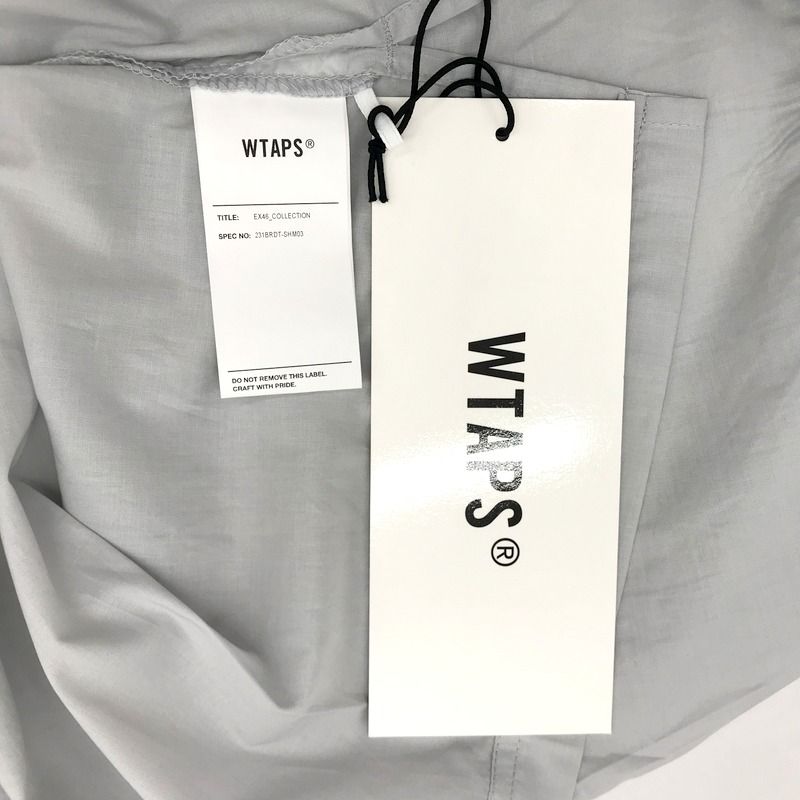 WTAPS®
TITLE: EX46_COLLECTION
SPEC NO: 231BRDT-SHM03
DO NOT REMOVE THIS LABEL.
CRAFT WITH PRIDE.
WTAPS®